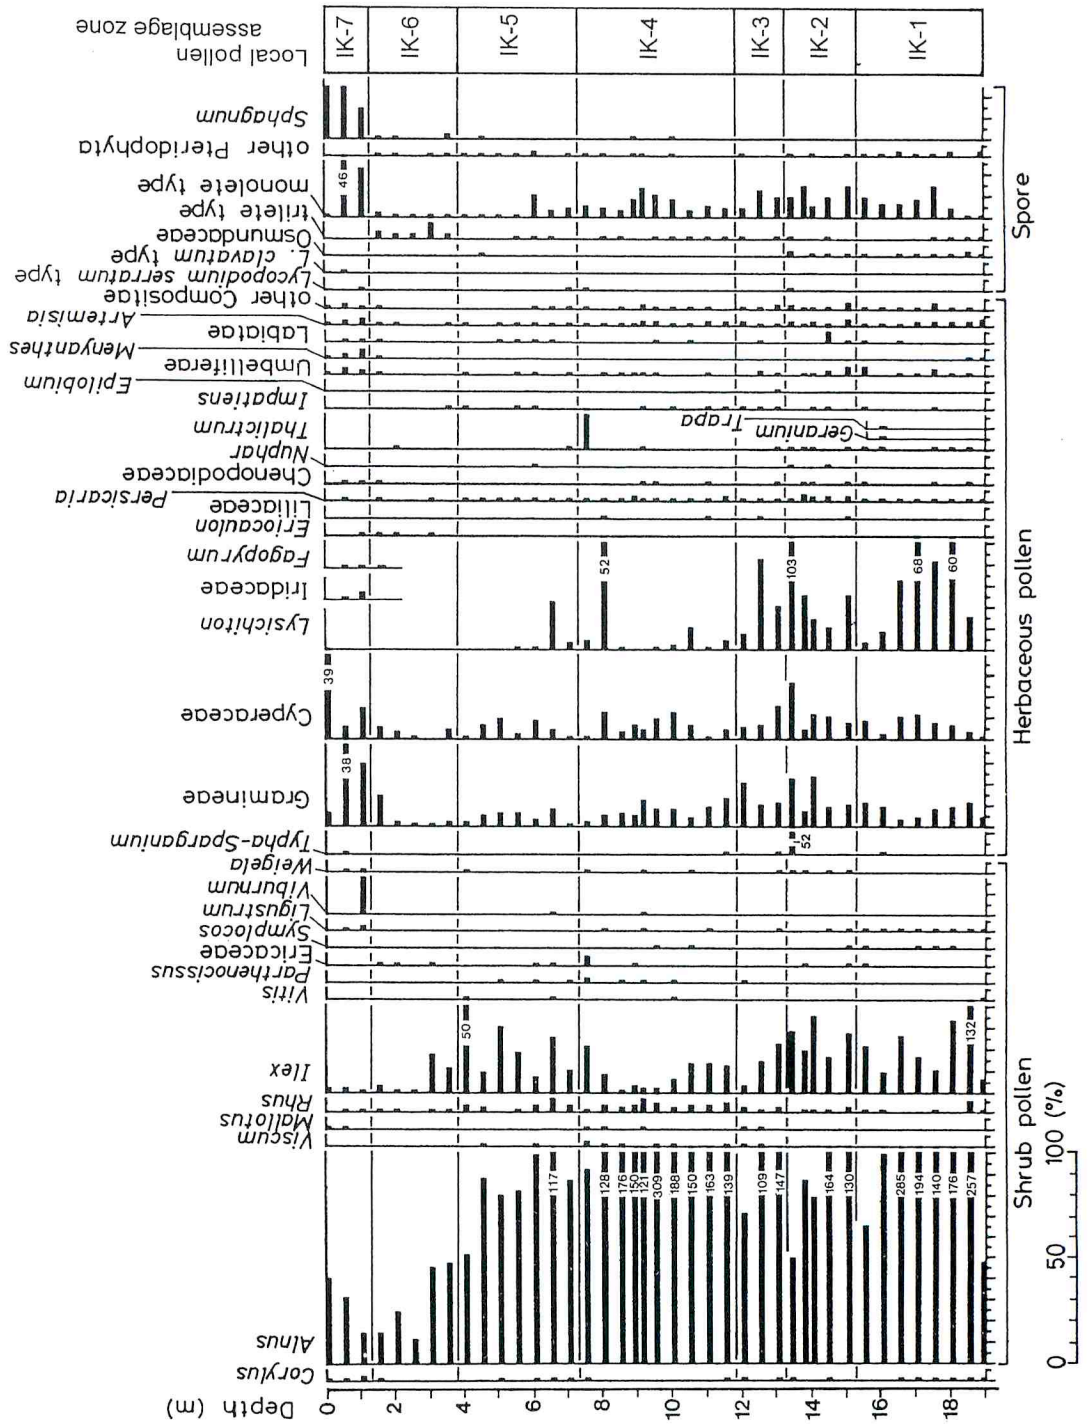 Depth (m)
0
2
4
6
8
10
12
14
16
18
Corylus
Alnus
117
128
176
150
121
309
188
150
163
139
109
147
164
130
285
194
140
176
257
0
50
100 (%)
Viscum
Mallotus
Rhus
Ilex
50
132
Vitis
Parthenocissus
Ericaceae
Symplocos
Ligustrum
Viburnum
Weigela
Shrub pollen
Typha-Sparganium
52
Gramineae
38
Cyperaceae
39
Lysichiton
52
103
68
60
Iridaceae
Fagopyrum
Eriocaulon
Liliaceae
Persicaria
Chenopodiaceae
Nuphar
Thalictrum
Geranium
Trapa
Impatiens
Epilobium
Umbelliferae
Menyanthes
Labiatae
Artemisia
other Compositae
Herbaceous pollen
Lycopodium serratum type
L. clavatum type
Osmundaceae
trilete type
monolete type
46
other Pteridophyta
Sphagnum
Spore
Local pollen
assemblage zone
IK-7
IK-6
IK-5
IK-4
IK-3
IK-2
IK-1